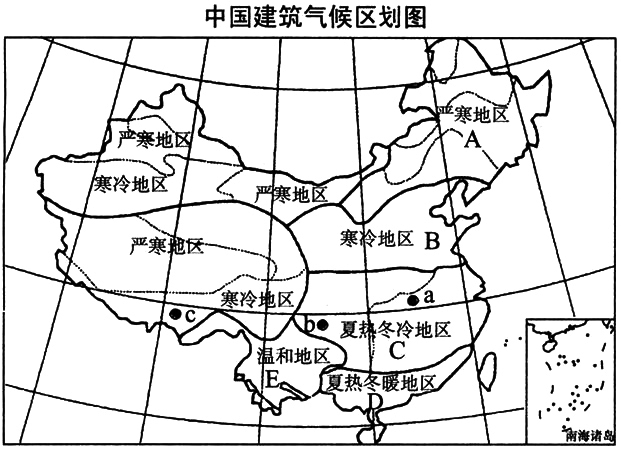 中国建筑气候区划图
严寒地区
A
严寒地区
寒冷地区
严寒地区
寒冷地区 B
严寒地区
寒冷地区
a
c
b
夏热冬冷地区
C
温和地区
E
夏热冬暖地区
D
南海诸岛